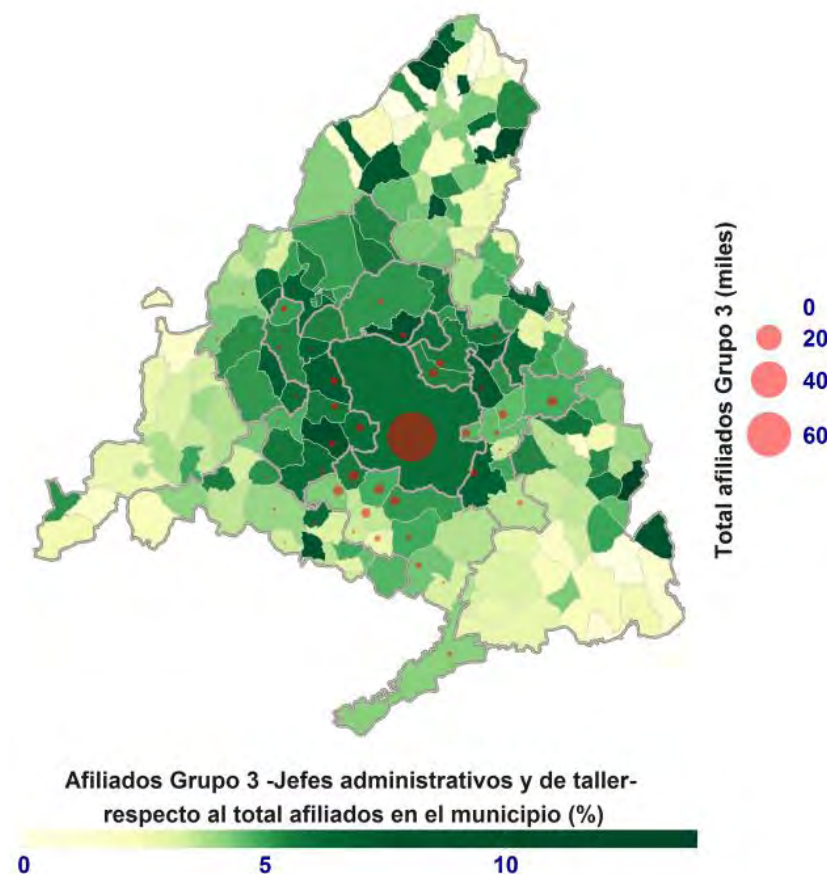 Total afiliados Grupo 3 (miles)
0
20
40
60
Afiliados Grupo 3 -Jefes administrativos y de taller-
respecto al total afiliados en el municipio (%)
0 5 10